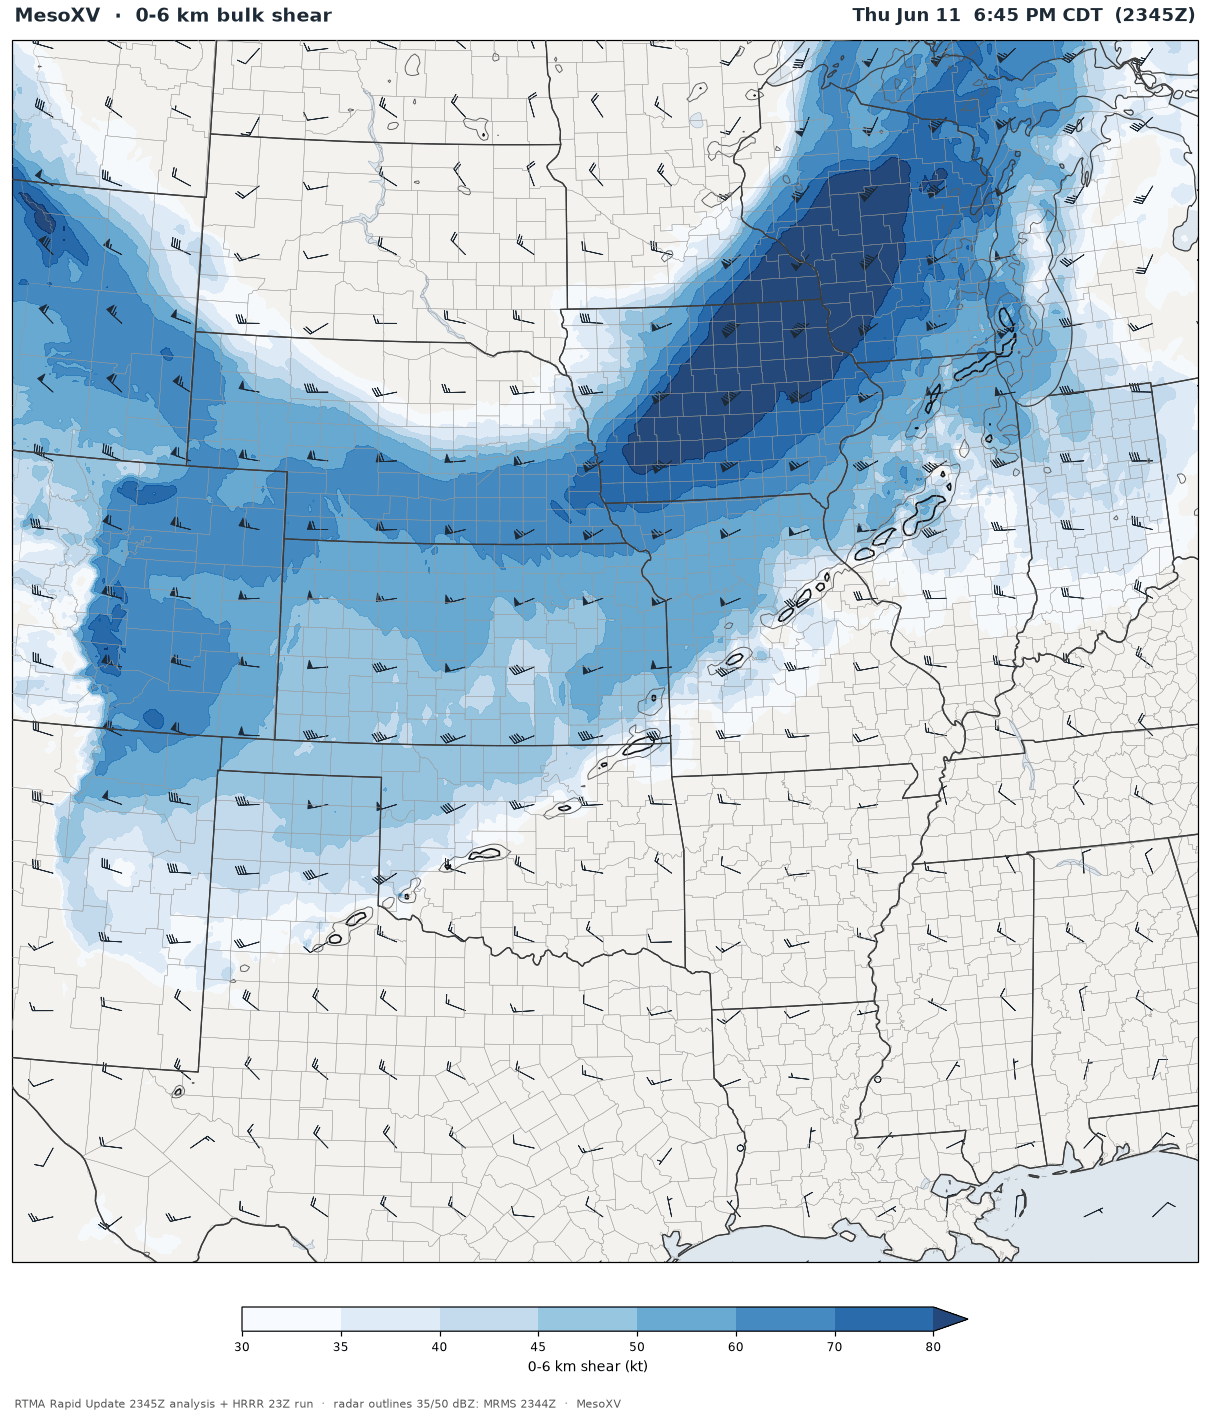 MesoXV · 0-6 km bulk shear
Thu Jun 11 6:45 PM CDT (2345Z)
30 35 40 45 50 60 70 80
0-6 km shear (kt)
RTMA Rapid Update 2345Z analysis + HRRR 23Z run · radar outlines 35/50 dBZ: MRMS 2344Z · MesoXV